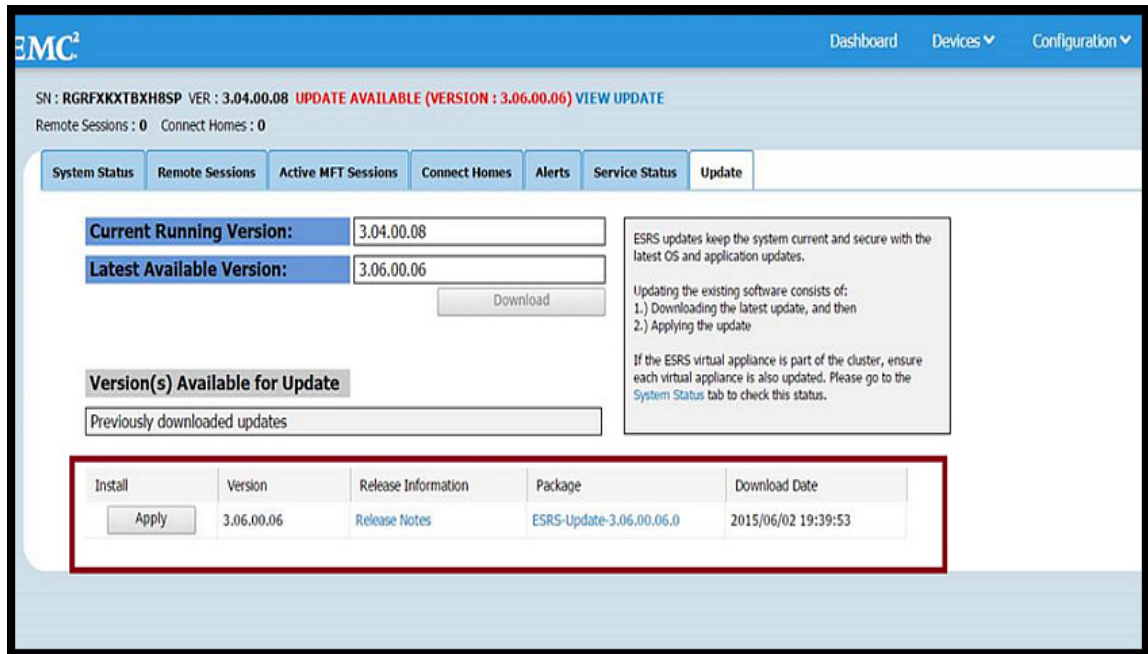 EMC²
Dashboard Devices Configuration
SN : RGRFXKXTBXH8SP VER : 3.04.00.08 UPDATE AVAILABLE (VERSION : 3.06.00.06) VIEW UPDATE
Remote Sessions : 0 Connect Homes : 0
System Status Remote Sessions Active MFT Sessions Connect Homes Alerts Service Status Update
Current Running Version: 3.04.00.08
Latest Available Version: 3.06.00.06
Download
ESRS updates keep the system current and secure with the
latest OS and application updates.
Updating the existing software consists of:
1.) Downloading the latest update, and then
2.) Applying the update
If the ESRS virtual appliance is part of the cluster, ensure
each virtual appliance is also updated. Please go to the
System Status tab to check this status.
Version(s) Available for Update
Previously downloaded updates
Install Version Release Information Package Download Date
Apply 3.06.00.06 Release Notes ESRS-Update-3.06.00.06.0 2015/06/02 19:39:53